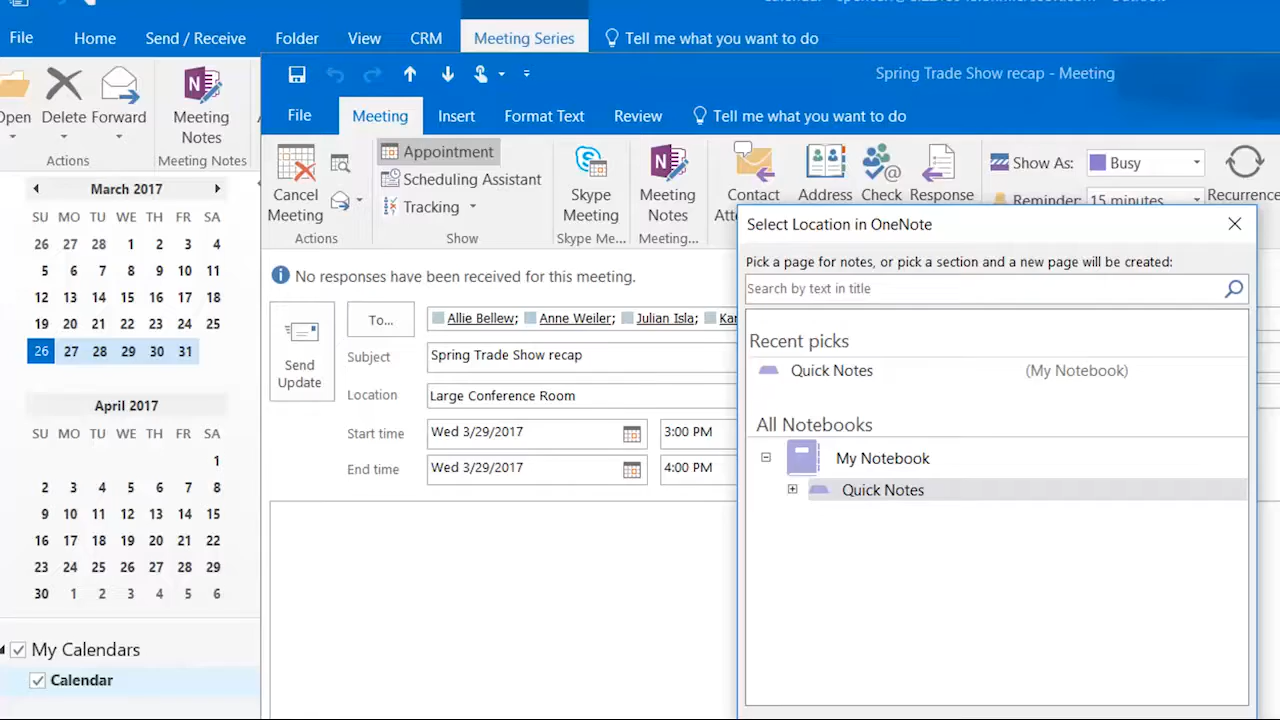 File Home Send / Receive Folder View CRM Meeting Series Tell me what you want to do
Spring Trade Show recap - Meeting
File Meeting Insert Format Text Review Tell me what you want to do
Open Delete Forward
Actions
Meeting
Notes
Meeting Notes
Cancel
Meeting
Actions
Appointment
Scheduling Assistant
Tracking
Show
Skype
Meeting
Skype Me...
Meeting
Notes
Meeting...
Contact
Address
Check
Response
Show As: Busy
Reminder: 15 minutes
Recurrence
March 2017
SU MO TU WE TH FR SA
26 27 28 1 2 3 4
5 6 7 8 9 10 11
12 13 14 15 16 17 18
19 20 21 22 23 24 25
26 27 28 29 30 31
April 2017
SU MO TU WE TH FR SA
1
2 3 4 5 6 7 8
9 10 11 12 13 14 15
16 17 18 19 20 21 22
23 24 25 26 27 28 29
30 1 2 3 4 5 6
My Calendars
Calendar
No responses have been received for this meeting.
Send
Update
To... Allie Bellew; Anne Weiler; Julian Isla;
Subject Spring Trade Show recap
Location Large Conference Room
Start time Wed 3/29/2017 3:00 PM
End time Wed 3/29/2017 4:00 PM
Select Location in OneNote
Pick a page for notes, or pick a section and a new page will be created:
Search by text in title
Recent picks
Quick Notes (My Notebook)
All Notebooks
My Notebook
Quick Notes